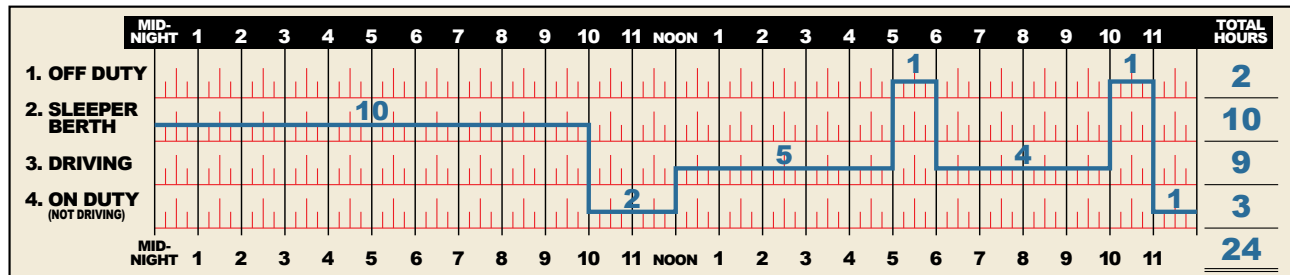 MID-NIGHT 1 2 3 4 5 6 7 8 9 10 11 NOON 1 2 3 4 5 6 7 8 9 10 11 TOTAL HOURS
1. OFF DUTY 1 1 2
2. SLEEPER BERTH 10 10
3. DRIVING 5 4 9
4. ON DUTY (NOT DRIVING) 2 1 3
MID-NIGHT 1 2 3 4 5 6 7 8 9 10 11 NOON 1 2 3 4 5 6 7 8 9 10 11 24